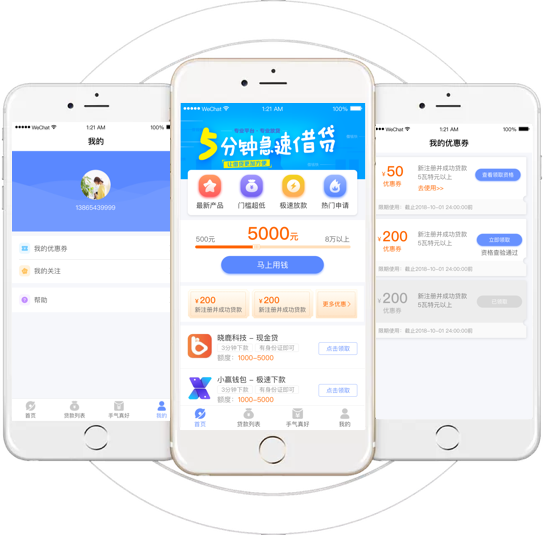 WeChat
1:21 AM
100%
我的
13865439999
我的优惠券
我的关注
帮助
首页
贷款列表
手气真好
我的
WeChat
1:21 AM
100%
5分钟急速借贷
让借贷更简单
最新产品
门槛超低
极速放款
热门申请
500元
5000元
8万以上
马上用钱
¥200
新注册并成功贷款
¥200
新注册并成功贷款
更多优惠 >
晓鹿科技 - 现金贷
3分钟下款
有身份证即可
额度：1000-5000
点击领取
小赢钱包 - 极速下款
3分钟下款
有身份证即可
额度：1000-5000
点击领取
首页
贷款列表
手气真好
我的
WeChat
1:21 AM
100%
我的优惠券
¥50
优惠券
新注册并成功贷款
5瓦特元以上
去使用>>
查看领取资格
限期使用：截止2018-10-01 24:00:00前
¥200
优惠券
新注册并成功贷款
5瓦特元以上
立即领取
资格查验通过
限期使用：截止2018-10-01 24:00:00前
¥200
优惠券
新注册并成功贷款
5瓦特元以上
已领取
限期使用：截止2018-10-01 24:00:00前